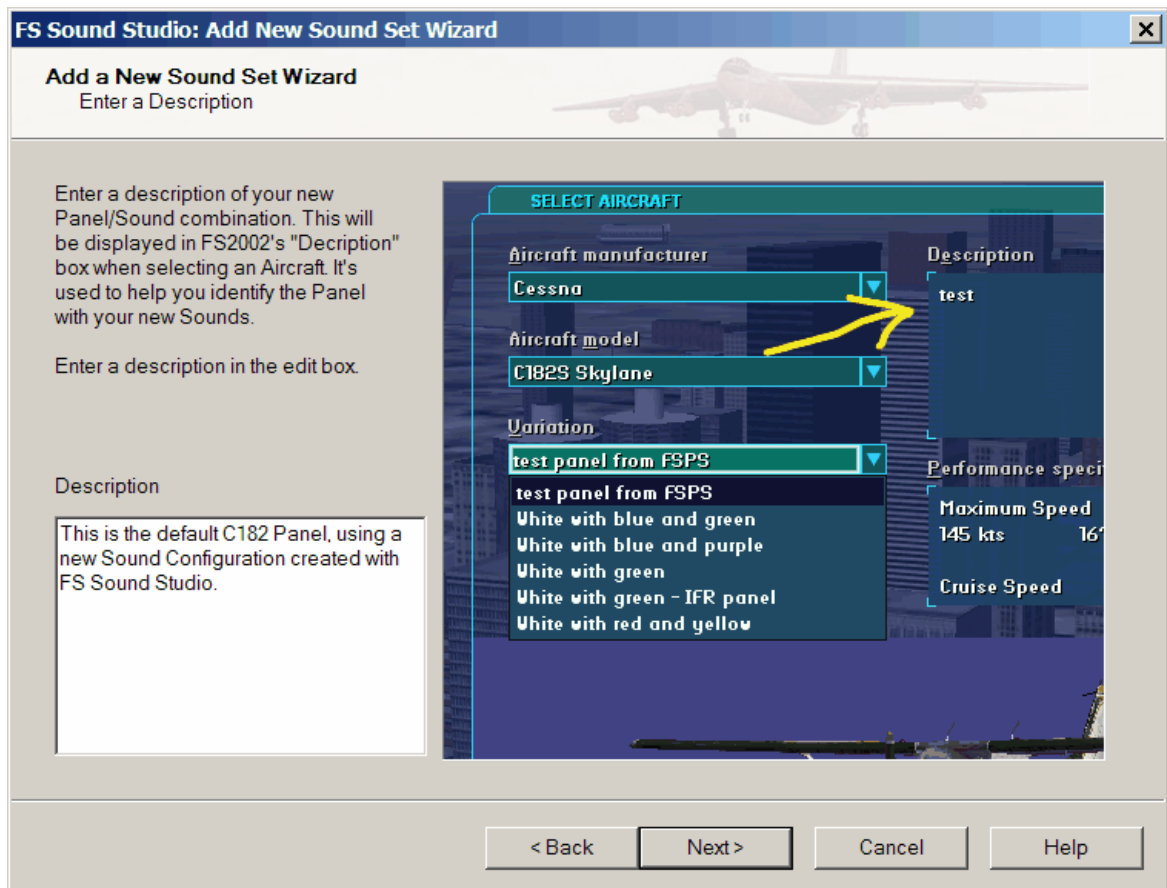 FS Sound Studio: Add New Sound Set Wizard
Add a New Sound Set Wizard
Enter a Description
Enter a description of your new
Panel/Sound combination. This will
be displayed in FS2002's "Decription"
box when selecting an Aircraft. It's
used to help you identify the Panel
with your new Sounds.
Enter a description in the edit box.
Description
This is the default C182 Panel, using a
new Sound Configuration created with
FS Sound Studio.
SELECT AIRCRAFT
Aircraft manufacturer
Cessna
Aircraft model
C182S Skylane
Variation
test panel from FSPS
test panel from FSPS
White with blue and green
White with blue and purple
White with green
White with green - IFR panel
White with red and yellow
Description
test
Performance speci
Maximum Speed
145 kts
Cruise Speed
< Back
Next >
Cancel
Help